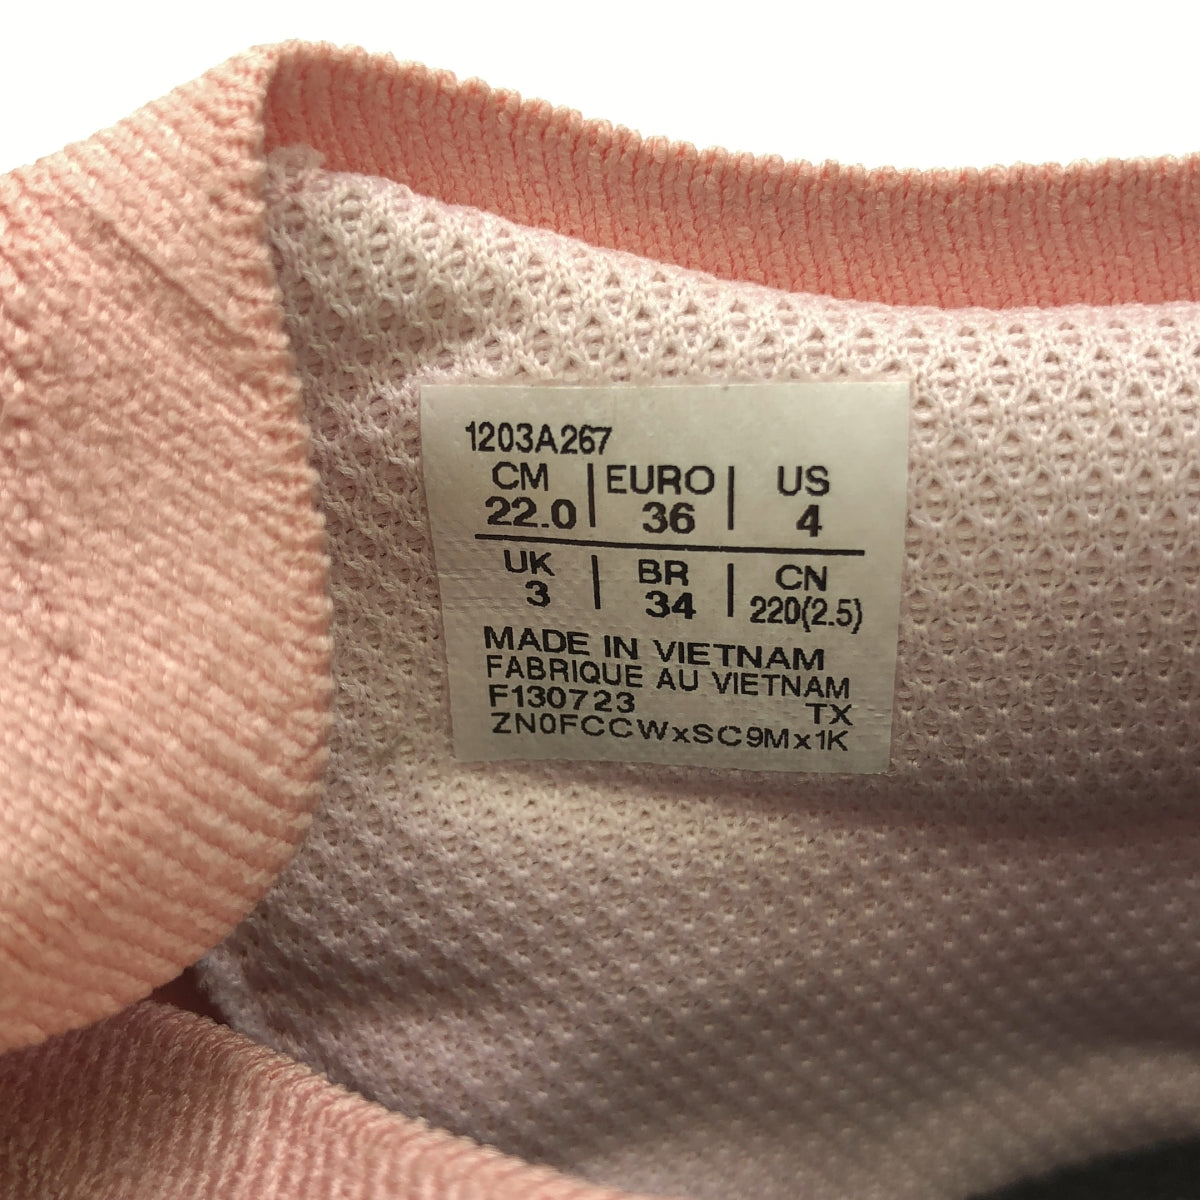 1203A267
CM | EURO | US
22.0 | 36 | 4
UK | BR | CN
3 | 34 | 220(2.5)
MADE IN VIETNAM
FABRIQUE AU VIETNAM
F130723 TX
ZN0FCCWxSC9Mx1K